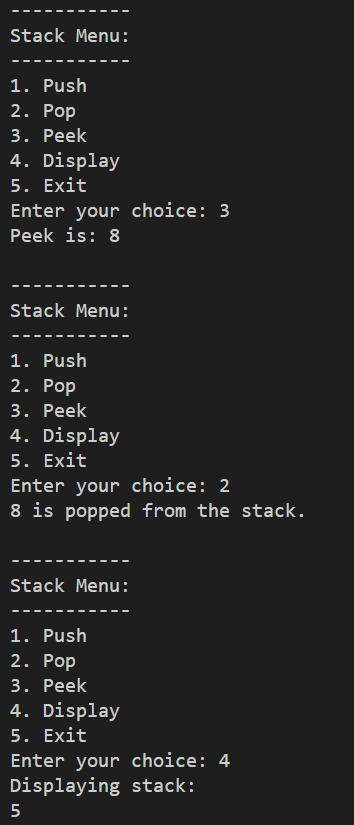 -----------
Stack Menu:
-----------
1. Push
2. Pop
3. Peek
4. Display
5. Exit
Enter your choice: 3
Peek is: 8

-----------
Stack Menu:
-----------
1. Push
2. Pop
3. Peek
4. Display
5. Exit
Enter your choice: 2
8 is popped from the stack.

-----------
Stack Menu:
-----------
1. Push
2. Pop
3. Peek
4. Display
5. Exit
Enter your choice: 4
Displaying stack:
5